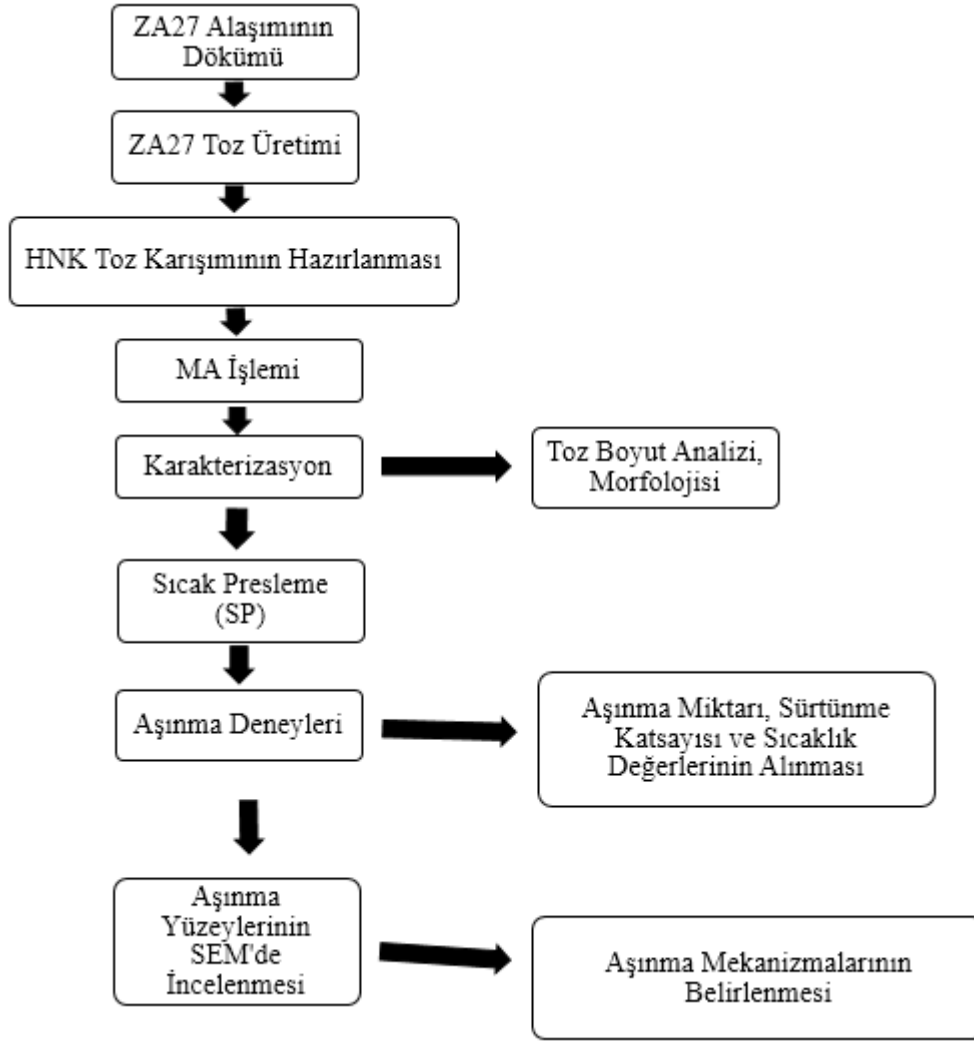 ZA27 Alaşımının
Dökümü
ZA27 Toz Üretimi
HNK Toz Karışımının Hazırlanması
MA İşlemi
Karakterizasyon
Toz Boyut Analizi,
Morfolojisi
Sıcak Presleme
(SP)
Aşınma Deneyleri
Aşınma Miktarı, Sürtünme
Katsayısı ve Sıcaklık
Değerlerinin Alınması
Aşınma
Yüzeylerinin
SEM'de
İncelenmesi
Aşınma Mekanizmalarının
Belirlenmesi